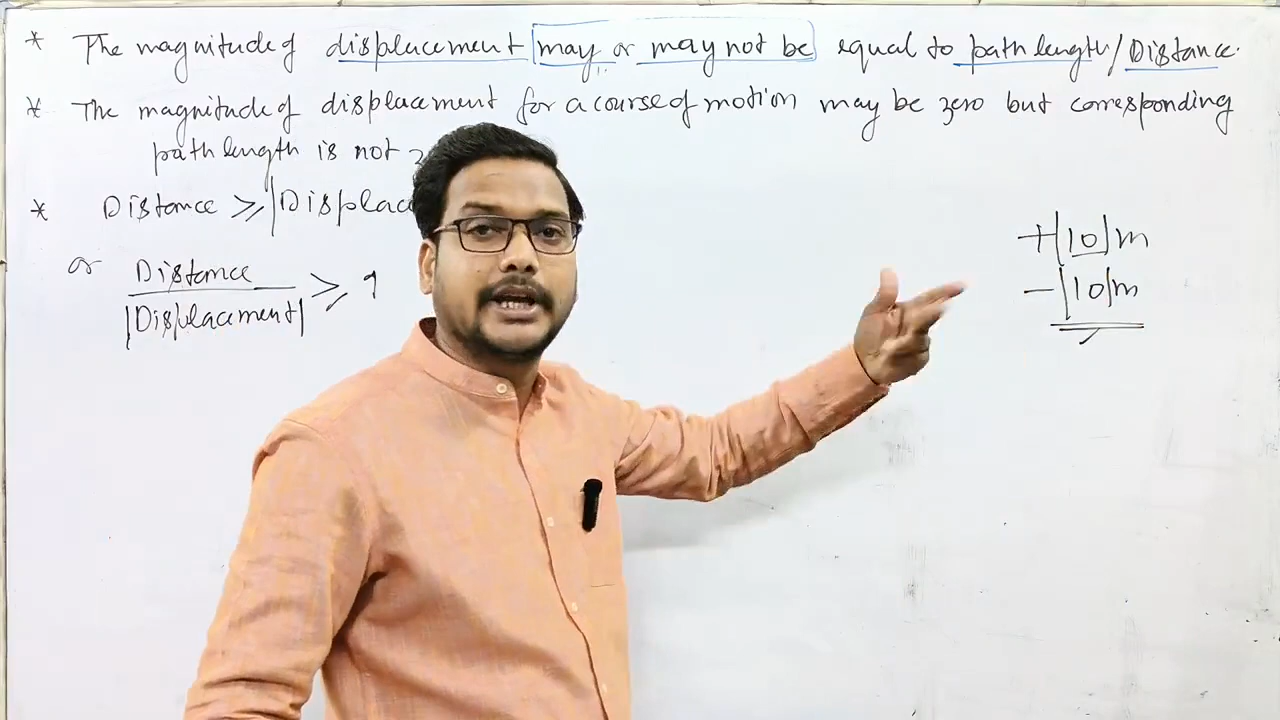 * The magnitude of displacement may or may not be equal to path length/Distance.
* The magnitude of displacement for a course of motion may be zero but corresponding
path length is not
* Distance ≥ |Displac
or Distance / |Displacement| ≥ 1
+|10|m
-|10|m